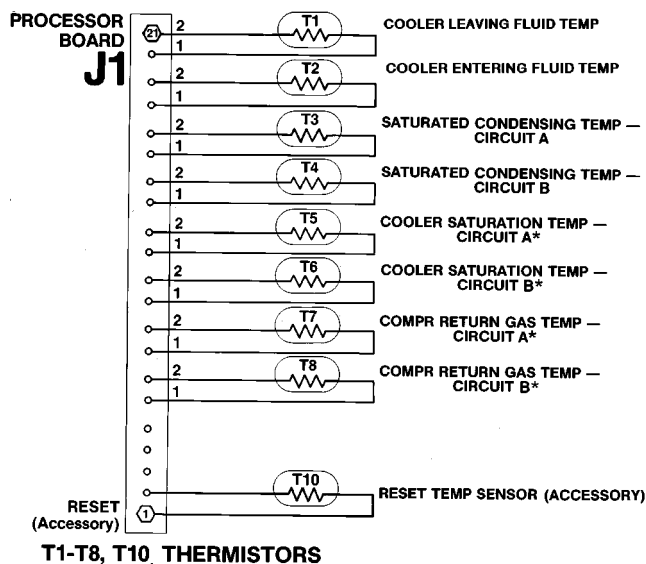 PROCESSOR
BOARD
J1
21
2
T1
COOLER LEAVING FLUID TEMP
1
2
T2
COOLER ENTERING FLUID TEMP
1
2
T3
SATURATED CONDENSING TEMP —
CIRCUIT A
1
2
T4
SATURATED CONDENSING TEMP —
CIRCUIT B
1
2
T5
COOLER SATURATION TEMP —
CIRCUIT A*
1
2
T6
COOLER SATURATION TEMP —
CIRCUIT B*
1
2
T7
COMPR RETURN GAS TEMP —
CIRCUIT A*
1
2
T8
COMPR RETURN GAS TEMP —
CIRCUIT B*
1
T10
RESET TEMP SENSOR (ACCESSORY)
RESET
(Accessory)
1
T1-T8, T10 THERMISTORS